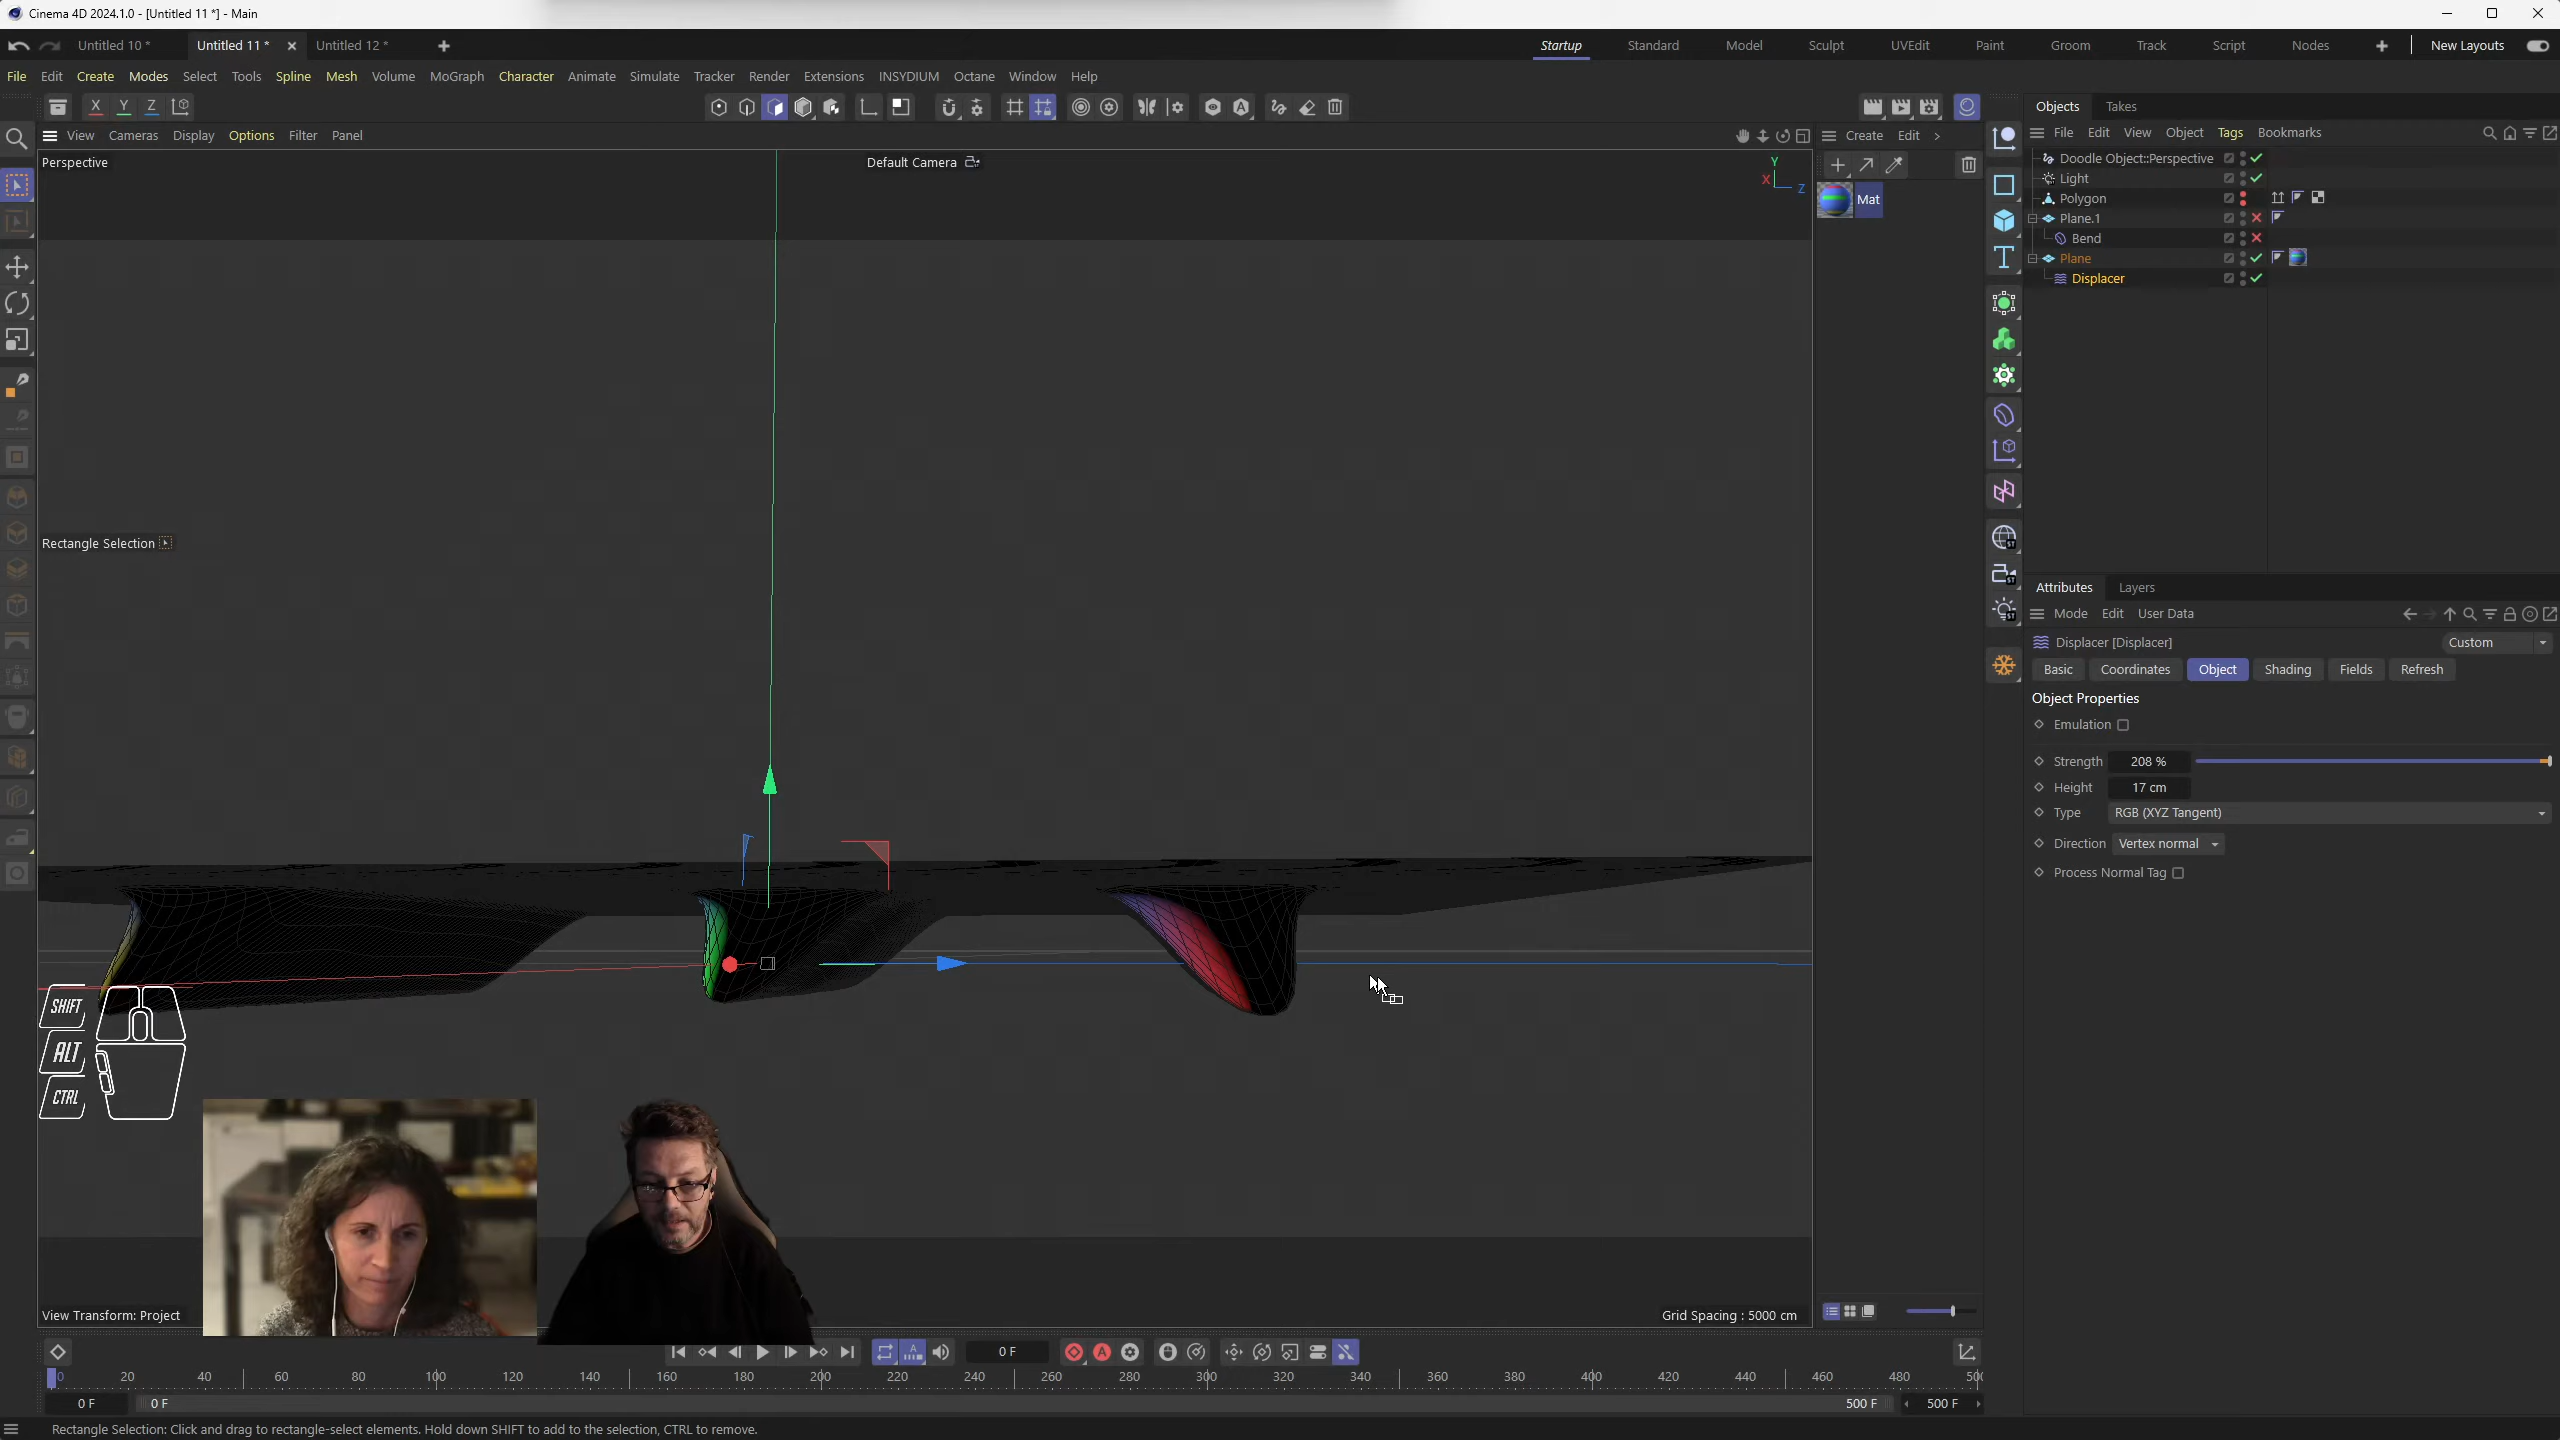 Cinema 4D 2024.1.0 - [Untitled 11 *] - Main
Untitled 10 *
Untitled 11 *
Untitled 12 *
Startup
Standard
Model
Sculpt
UVEdit
Paint
Groom
Track
Script
Nodes
New Layouts
File Edit Create Modes Select Tools Spline Mesh Volume MoGraph Character Animate Simulate Tracker Render Extensions INSYDIUM Octane Window Help
X Y Z
View Cameras Display Options Filter Panel
Perspective
Default Camera
Y
X
Z
Create Edit
Mat
Objects Takes
File Edit View Object Tags Bookmarks
Doodle Object::Perspective
Light
Polygon
Plane.1
Bend
Plane
Displacer
Rectangle Selection
Attributes Layers
Mode Edit User Data
Displacer [Displacer]
Custom
Basic Coordinates Object Shading Fields Refresh
Object Properties
Emulation
Strength 208 %
Height 17 cm
Type RGB (XYZ Tangent)
Direction Vertex normal
Process Normal Tag
SHIFT
ALT
CTRL
View Transform: Project
Grid Spacing : 5000 cm
0 F
0 20 40 60 80 100 120 140 160 180 200 220 240 260 280 300 320 340 360 380 400 420 440 460 480 50
0 F
0 F
500 F
500 F
Rectangle Selection: Click and drag to rectangle-select elements. Hold down SHIFT to add to the selection, CTRL to remove.